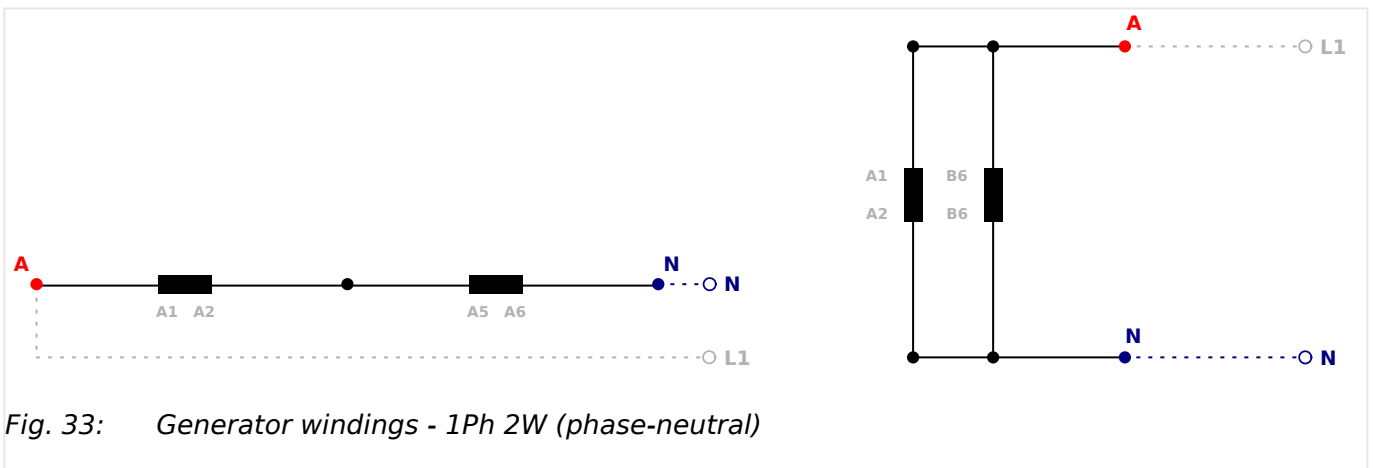 A
L1
A1 B6
A2 B6
A N N
A1 A2 A5 A6
N
L1 N
Fig. 33: Generator windings - 1Ph 2W (phase-neutral)